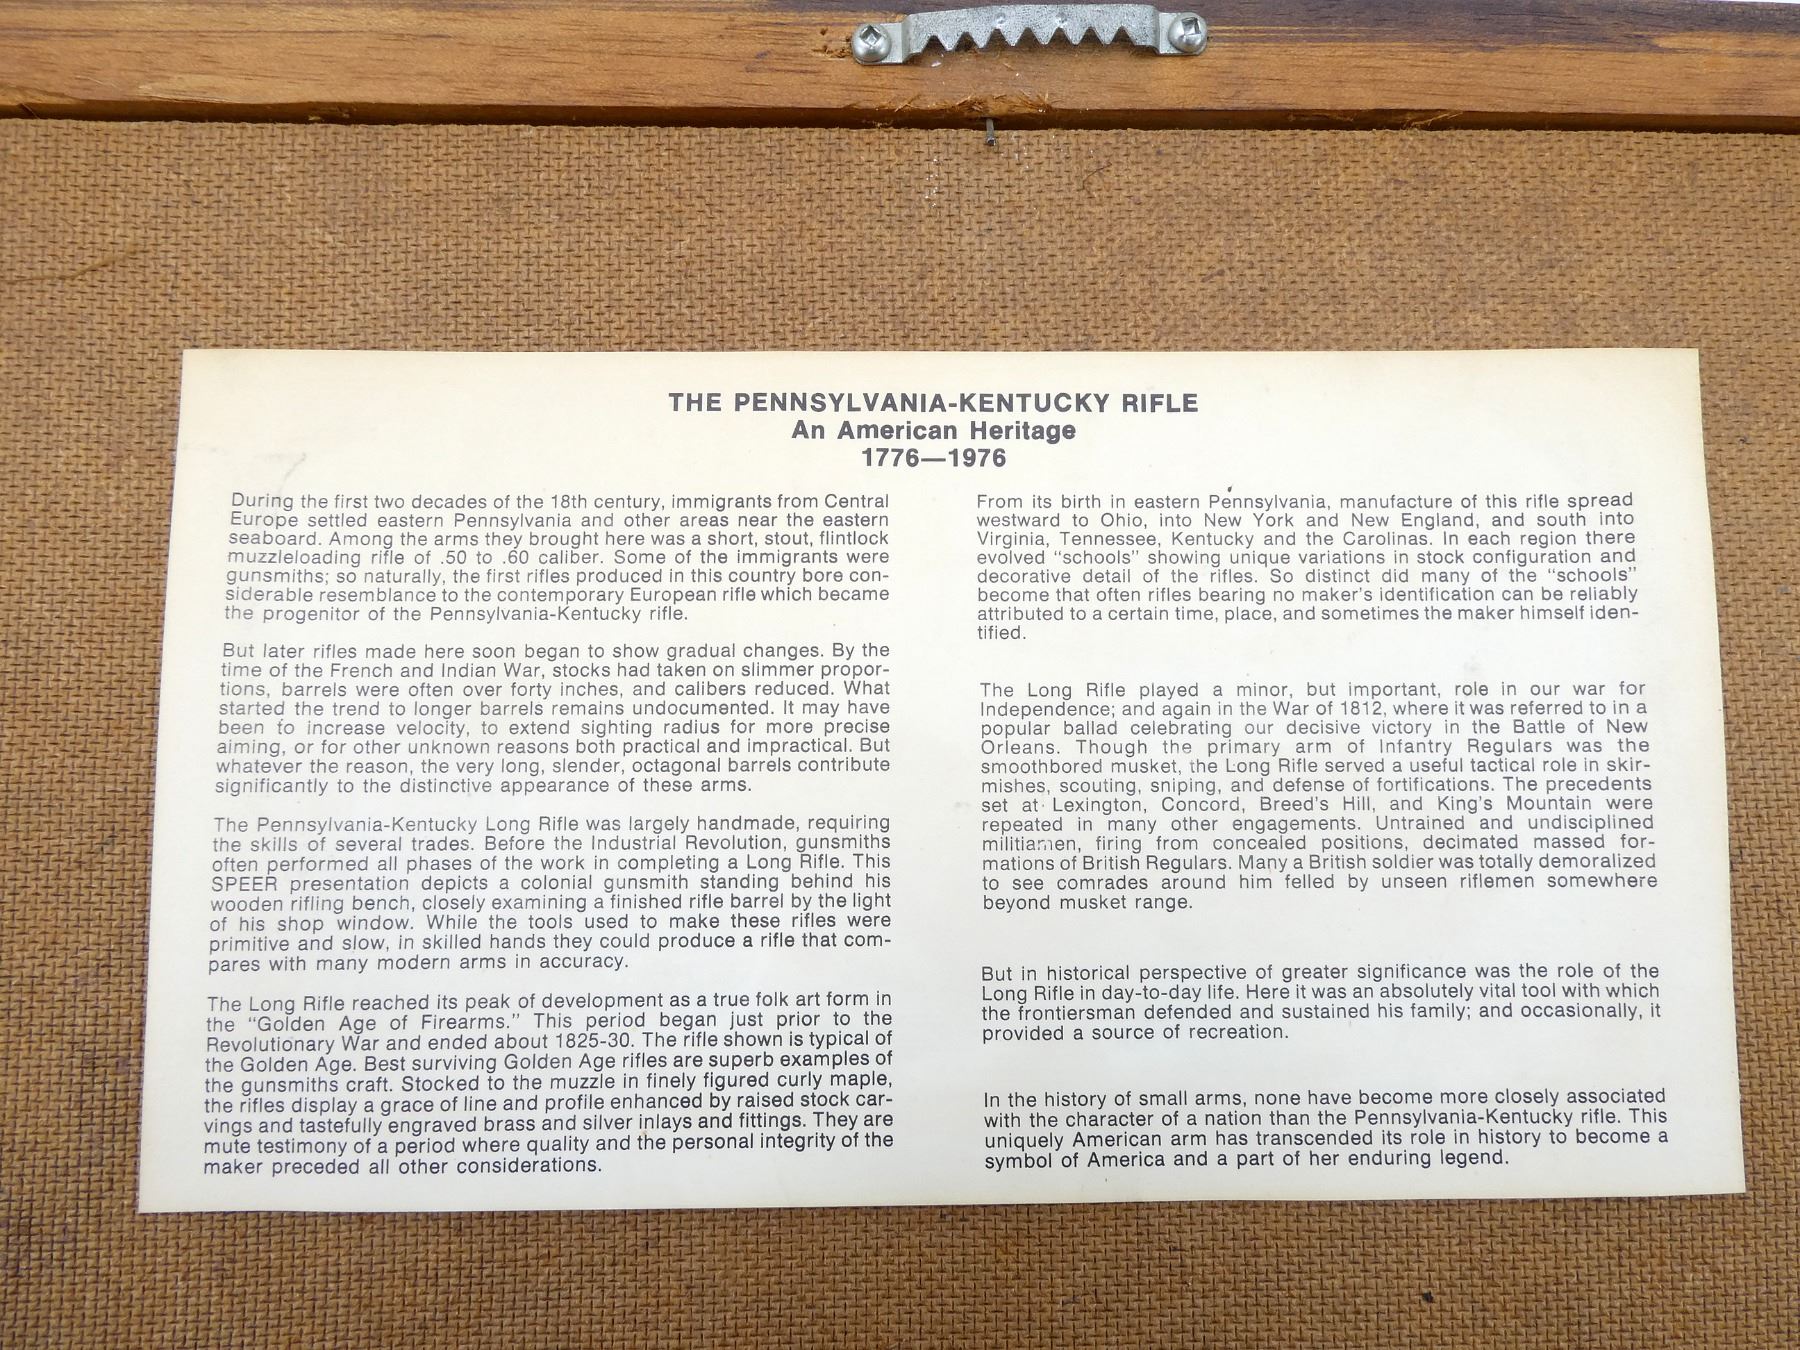 THE PENNSYLVANIA-KENTUCKY RIFLE
An American Heritage
1776—1976
During the first two decades of the 18th century, immigrants from Central
Europe settled eastern Pennsylvania and other areas near the eastern
seaboard. Among the arms they brought here was a short, stout, flintlock
muzzleloading rifle of .50 to .60 caliber. Some of the immigrants were
gunsmiths; so naturally, the first rifles produced in this country bore con-
siderable resemblance to the contemporary European rifle which became
the progenitor of the Pennsylvania-Kentucky rifle.
But later rifles made here soon began to show gradual changes. By the
time of the French and Indian War, stocks had taken on slimmer propor-
tions, barrels were often over forty inches, and calibers reduced. What
started the trend to longer barrels remains undocumented. It may have
been to increase velocity, to extend sighting radius for more precise
aiming, or for other unknown reasons both practical and impractical. But
whatever the reason, the very long, slender, octagonal barrels contribute
significantly to the distinctive appearance of these arms.
The Pennsylvania-Kentucky Long Rifle was largely handmade, requiring
the skills of several trades. Before the Industrial Revolution, gunsmiths
often performed all phases of the work in completing a Long Rifle. This
SPEER presentation depicts a colonial gunsmith standing behind his
wooden rifling bench, closely examining a finished rifle barrel by the light
of his shop window. While the tools used to make these rifles were
primitive and slow, in skilled hands they could produce a rifle that com-
pares with many modern arms in accuracy.
The Long Rifle reached its peak of development as a true folk art form in
the “Golden Age of Firearms.” This period began just prior to the
Revolutionary War and ended about 1825-30. The rifle shown is typical of
the Golden Age. Best surviving Golden Age rifles are superb examples of
the gunsmiths craft. Stocked to the muzzle in finely figured curly maple,
the rifles display a grace of line and profile enhanced by raised stock car-
vings and tastefully engraved brass and silver inlays and fittings. They are
mute testimony of a period where quality and the personal integrity of the
maker preceded all other considerations.
From its birth in eastern Pennsylvania, manufacture of this rifle spread
westward to Ohio, into New York and New England, and south into
Virginia, Tennessee, Kentucky and the Carolinas. In each region there
evolved “schools” showing unique variations in stock configuration and
decorative detail of the rifles. So distinct did many of the “schools”
become that often rifles bearing no maker’s identification can be reliably
attributed to a certain time, place, and sometimes the maker himself iden-
tified.
The Long Rifle played a minor, but important, role in our war for
Independence; and again in the War of 1812, where it was referred to in a
popular ballad celebrating our decisive victory in the Battle of New
Orleans. Though the primary arm of Infantry Regulars was the
smoothbored musket, the Long Rifle served a useful tactical role in skir-
mishes, scouting, sniping, and defense of fortifications. The precedents
set at Lexington, Concord, Breed’s Hill, and King’s Mountain were
repeated in many other engagements. Untrained and undisciplined
militiamen, firing from concealed positions, decimated massed for-
mations of British Regulars. Many a British soldier was totally demoralized
to see comrades around him felled by unseen riflemen somewhere
beyond musket range.
But in historical perspective of greater significance was the role of the
Long Rifle in day-to-day life. Here it was an absolutely vital tool with which
the frontiersman defended and sustained his family; and occasionally, it
provided a source of recreation.
In the history of small arms, none have become more closely associated
with the character of a nation than the Pennsylvania-Kentucky rifle. This
uniquely American arm has transcended its role in history to become a
symbol of America and a part of her enduring legend.